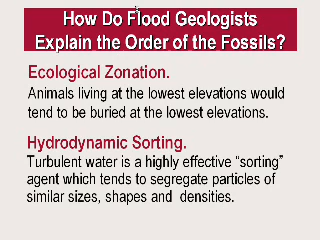 How Do Flood Geologists
Explain the Order of the Fossils?
Ecological Zonation.
Animals living at the lowest elevations would
tend to be buried at the lowest elevations.
Hydrodynamic Sorting.
Turbulent water is a highly effective “sorting”
agent which tends to segregate particles of
similar sizes, shapes and densities.